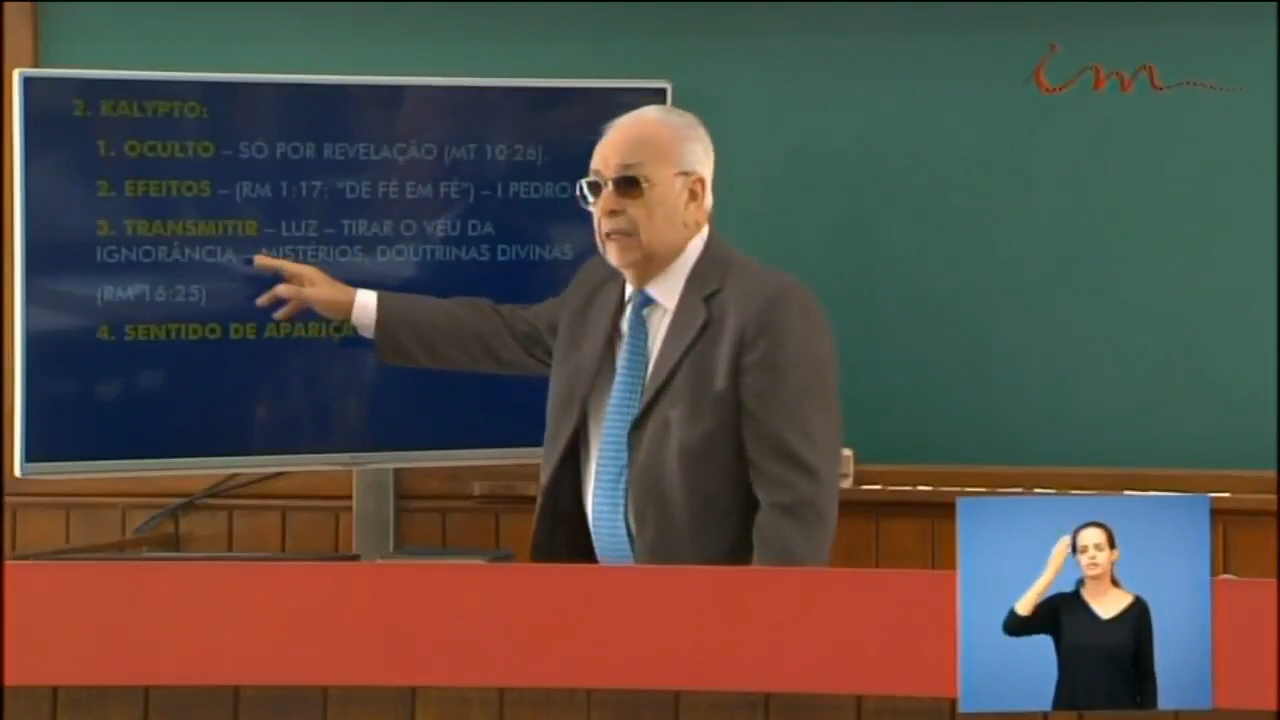 2. KALYPTO:
1. OCULTO – SÓ POR REVELAÇÃO (MT 10:26).
2. EFEITOS – (RM 1:17: "DE FÉ EM FÉ") – I PEDRO
3. TRANSMITIR – LUZ – TIRAR O VÉU DA
IGNORÂNCIA – MISTÉRIOS, DOUTRINAS DIVINAS
(RM 16:25)
4. SENTIDO DE APARIÇÃ
im